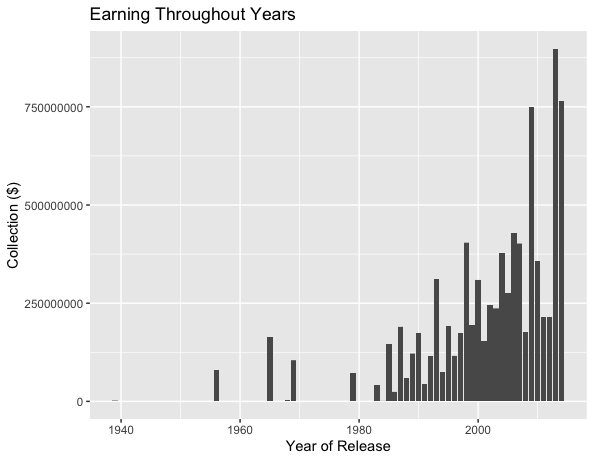 Earning Throughout Years
Collection ($)
750000000
500000000
250000000
0
1940 1960 1980 2000
Year of Release